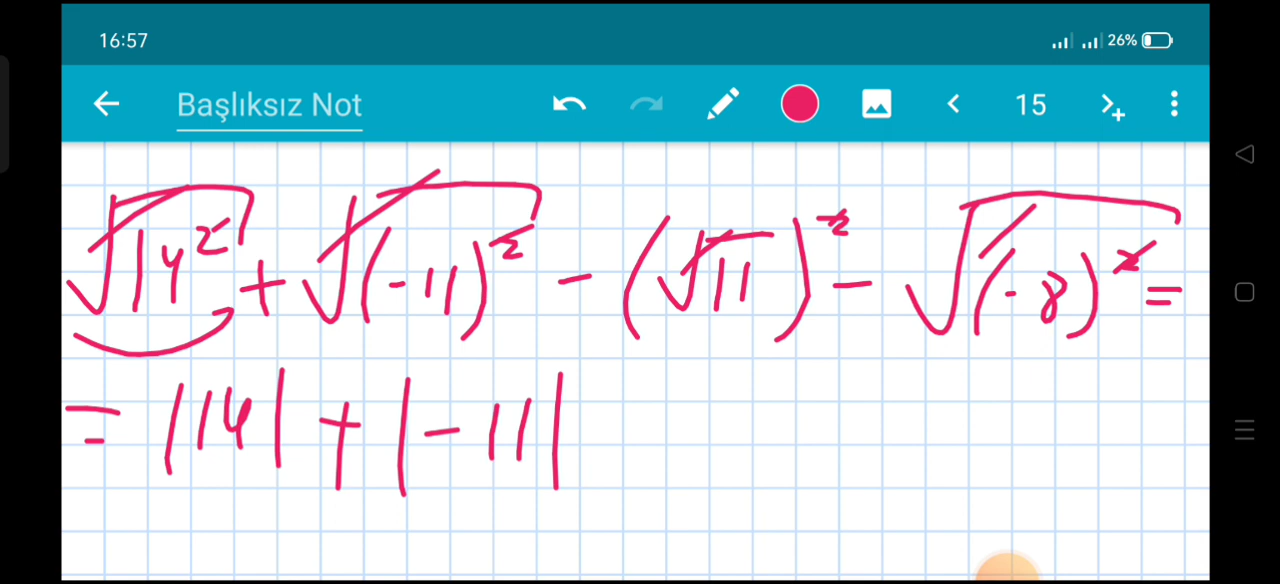 16:57 26%
Başlıksız Not 15
√14² + √(-11)² - (√11)² - √(-8)² =
= |14| + |-11|